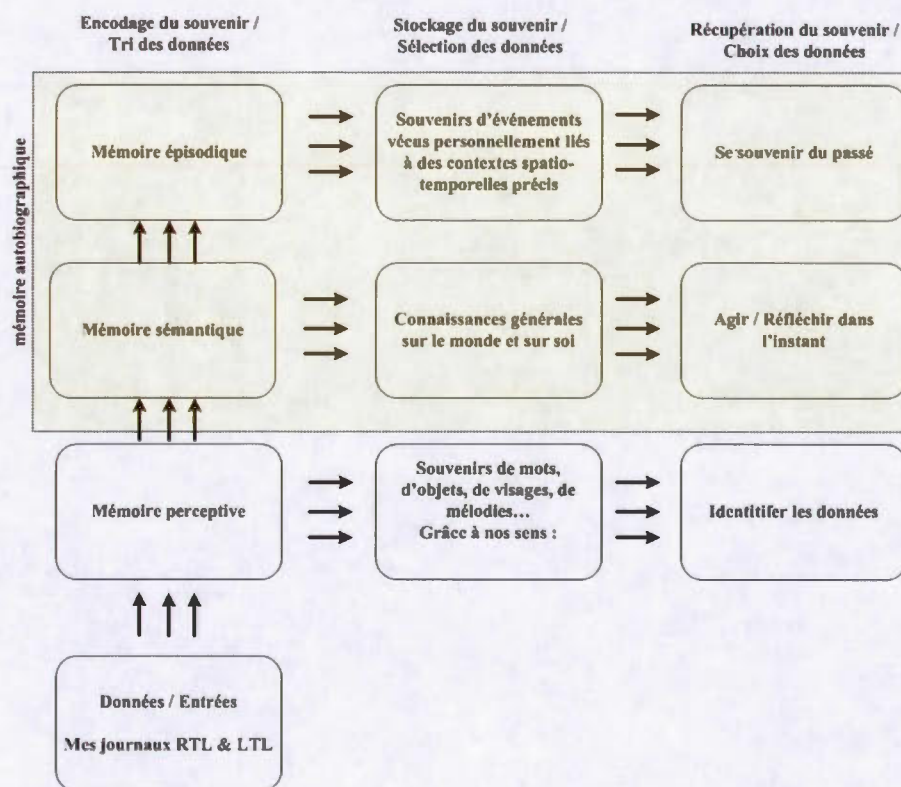 Encodage du souvenir /
Tri des données
Stockage du souvenir /
Sélection des données
Récupération du souvenir /
Choix des données
mémoire autobiographique
Mémoire épisodique
Souvenirs d'événements
vécus personnellement liés
à des contextes spatio-
temporelles précis
Se souvenir du passé
Mémoire sémantique
Connaissances générales
sur le monde et sur soi
Agir / Réfléchir dans
l'instant
Mémoire perceptive
Souvenirs de mots,
d'objets, de visages, de
mélodies...
Grâce à nos sens :
Identitifer les données
Données / Entrées
Mes journaux RTL & LTL